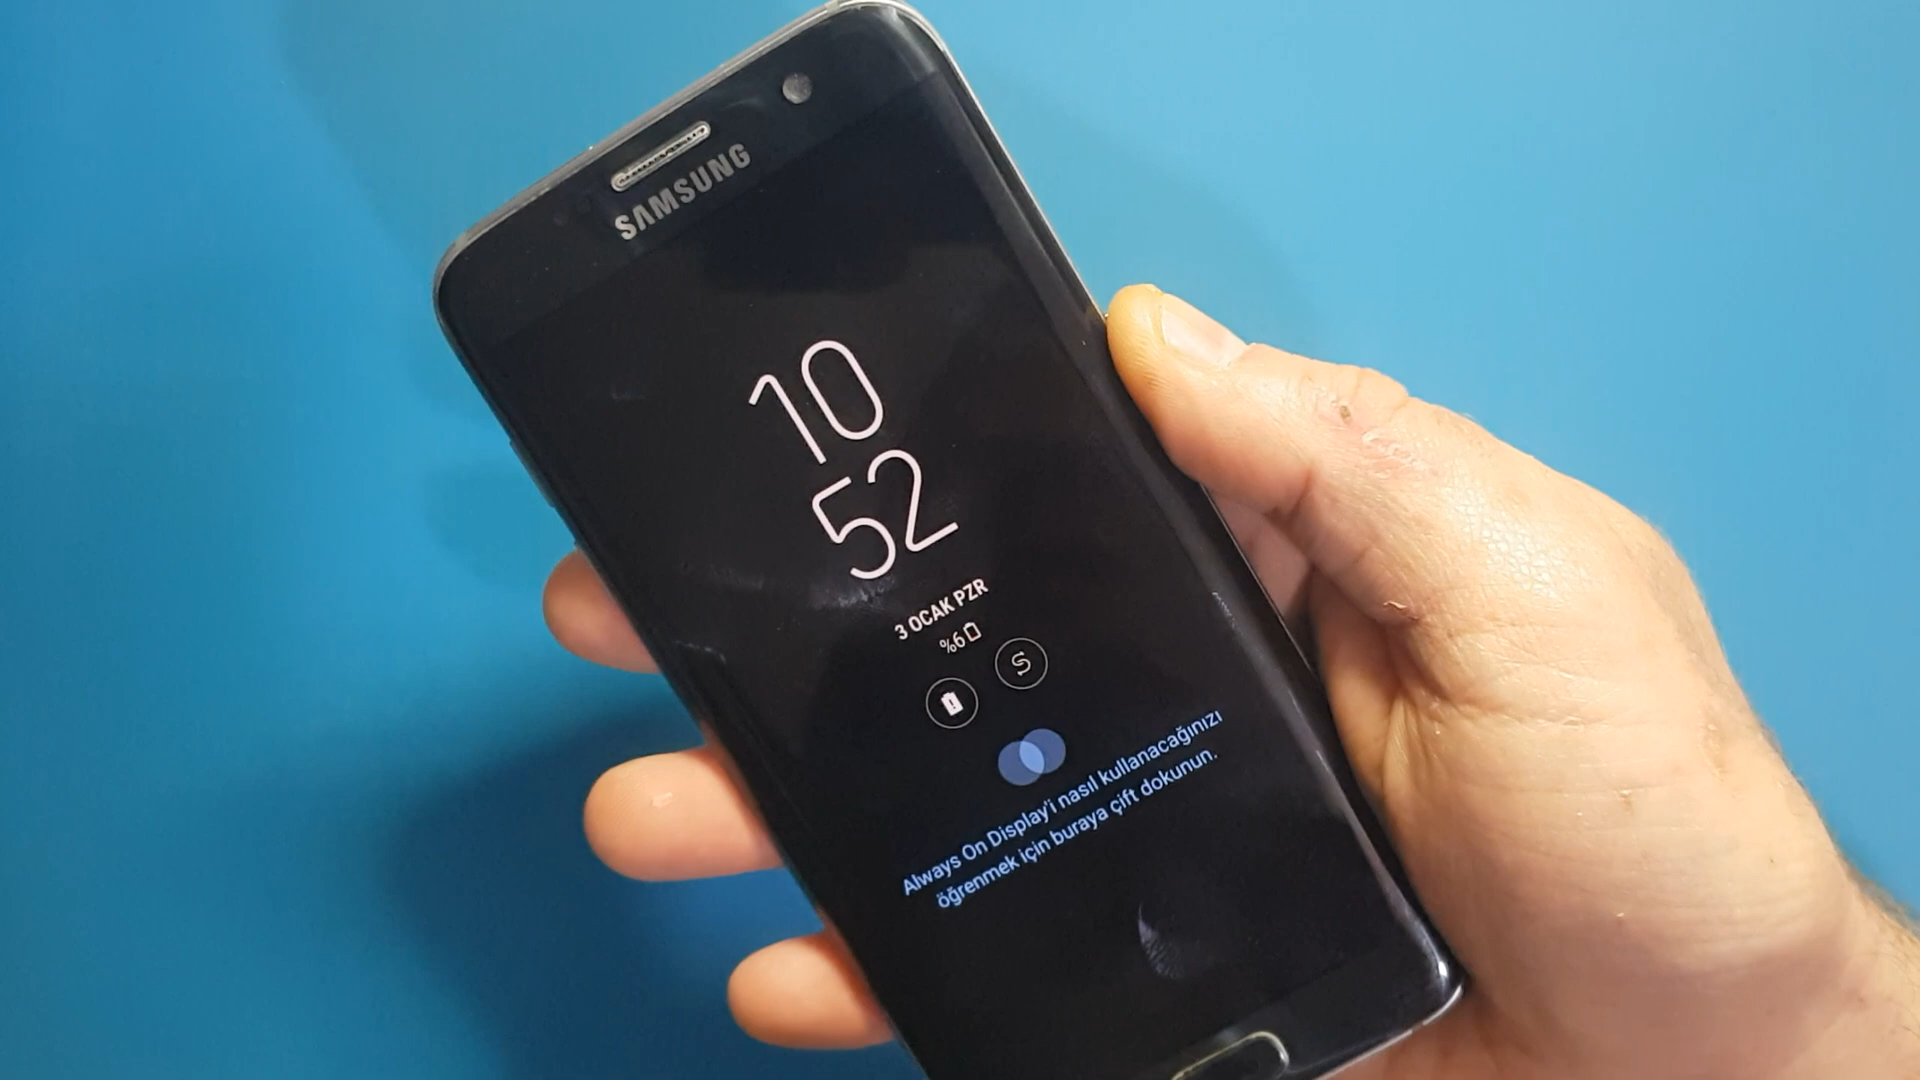 SAMSUNG
10
52
3 OCAK PZR
%6
Always On Display'i nasıl kullanacağınızı
öğrenmek için buraya çift dokunun.